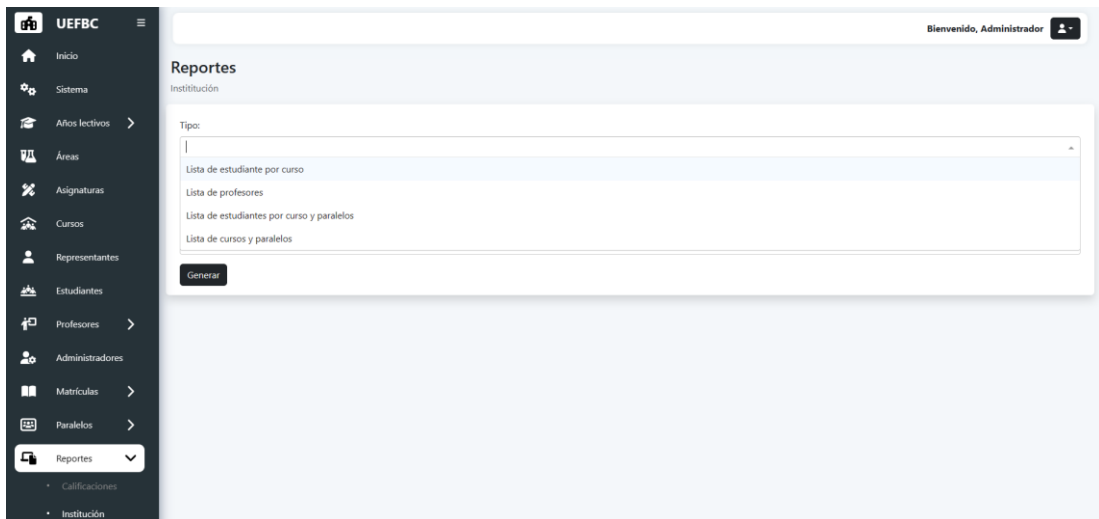 UEFBC
Inicio
Sistema
Años lectivos
Áreas
Asignaturas
Cursos
Representantes
Estudiantes
Profesores
Administradores
Matrículas
Paralelos
Reportes
Calificaciones
Institución
Bienvenido, Administrador
Reportes
Instititución
Tipo:
Lista de estudiante por curso
Lista de profesores
Lista de estudiantes por curso y paralelos
Lista de cursos y paralelos
Generar